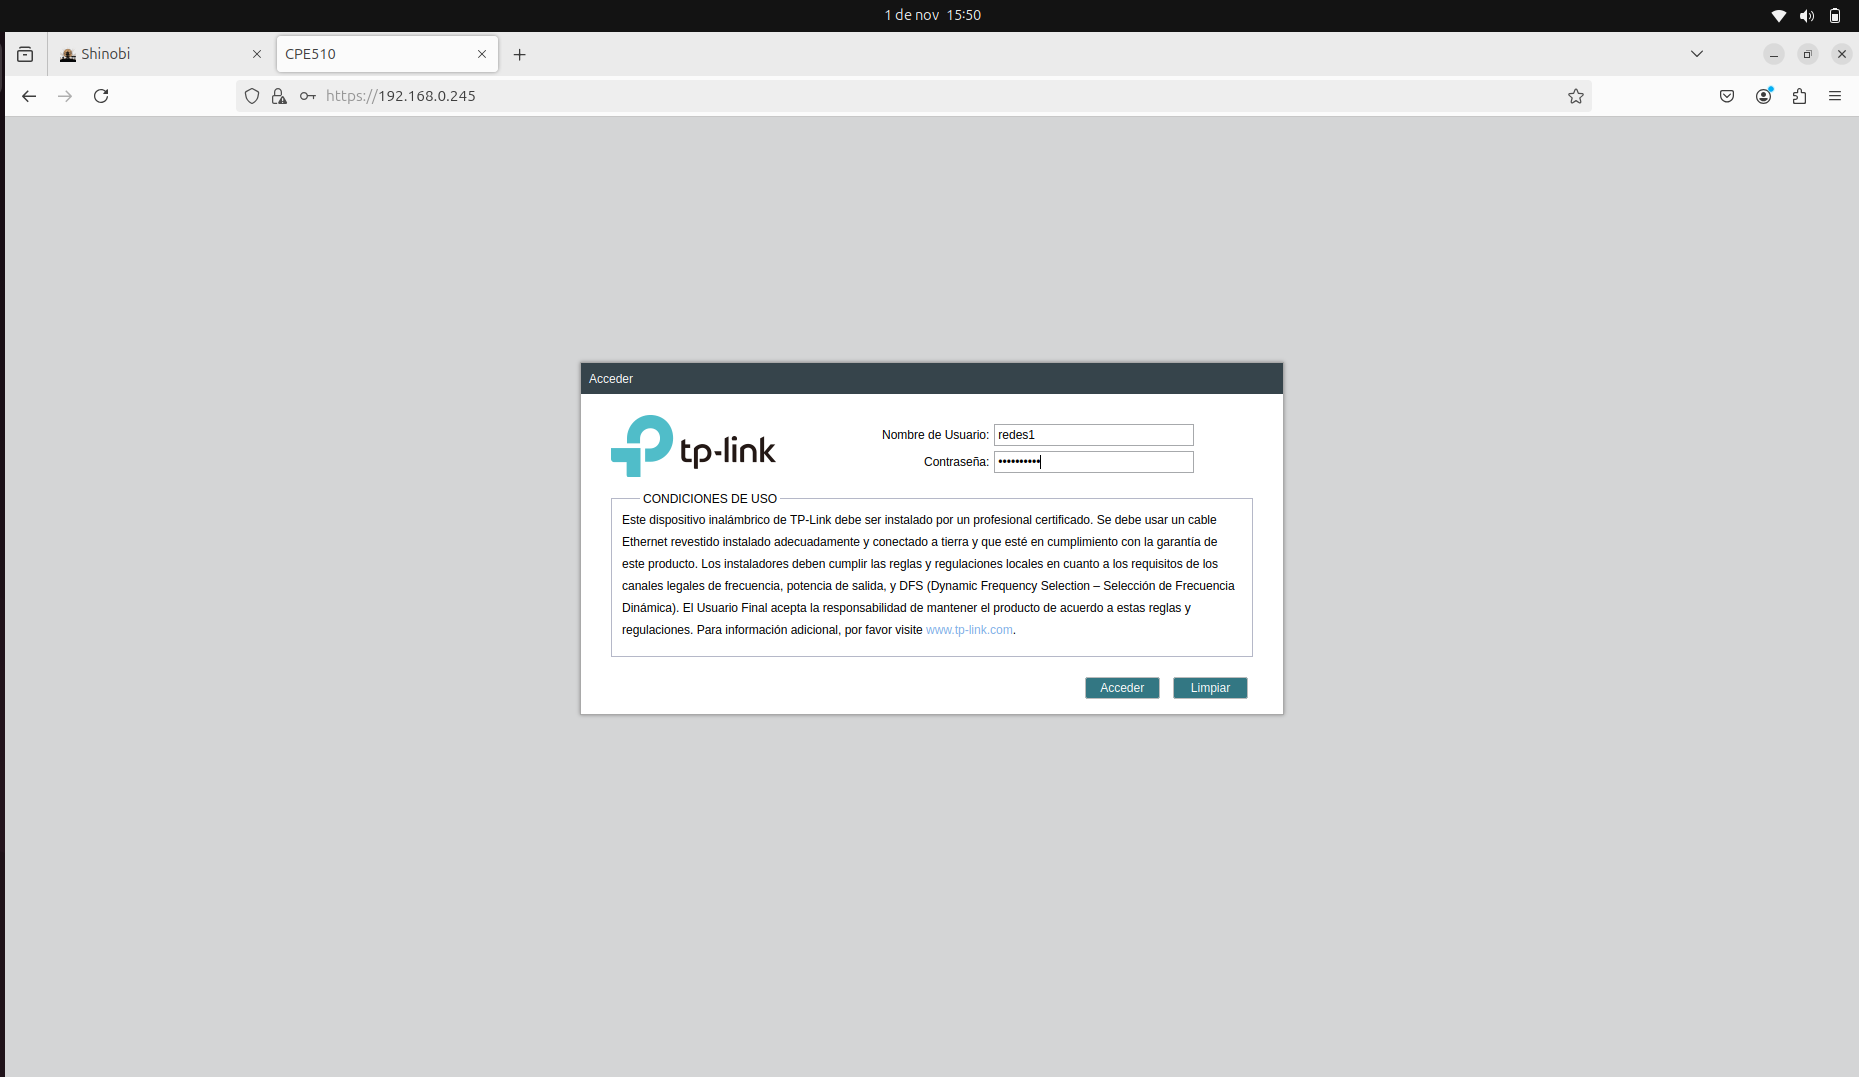 1 de nov 15:50
Shinobi
CPE510
https://192.168.0.245
Acceder
tp-link
Nombre de Usuario: redes1
Contraseña: ••••••••••
CONDICIONES DE USO
Este dispositivo inalámbrico de TP-Link debe ser instalado por un profesional certificado. Se debe usar un cable
Ethernet revestido instalado adecuadamente y conectado a tierra y que esté en cumplimiento con la garantía de
este producto. Los instaladores deben cumplir las reglas y regulaciones locales en cuanto a los requisitos de los
canales legales de frecuencia, potencia de salida, y DFS (Dynamic Frequency Selection – Selección de Frecuencia
Dinámica). El Usuario Final acepta la responsabilidad de mantener el producto de acuerdo a estas reglas y
regulaciones. Para información adicional, por favor visite www.tp-link.com.
Acceder Limpiar